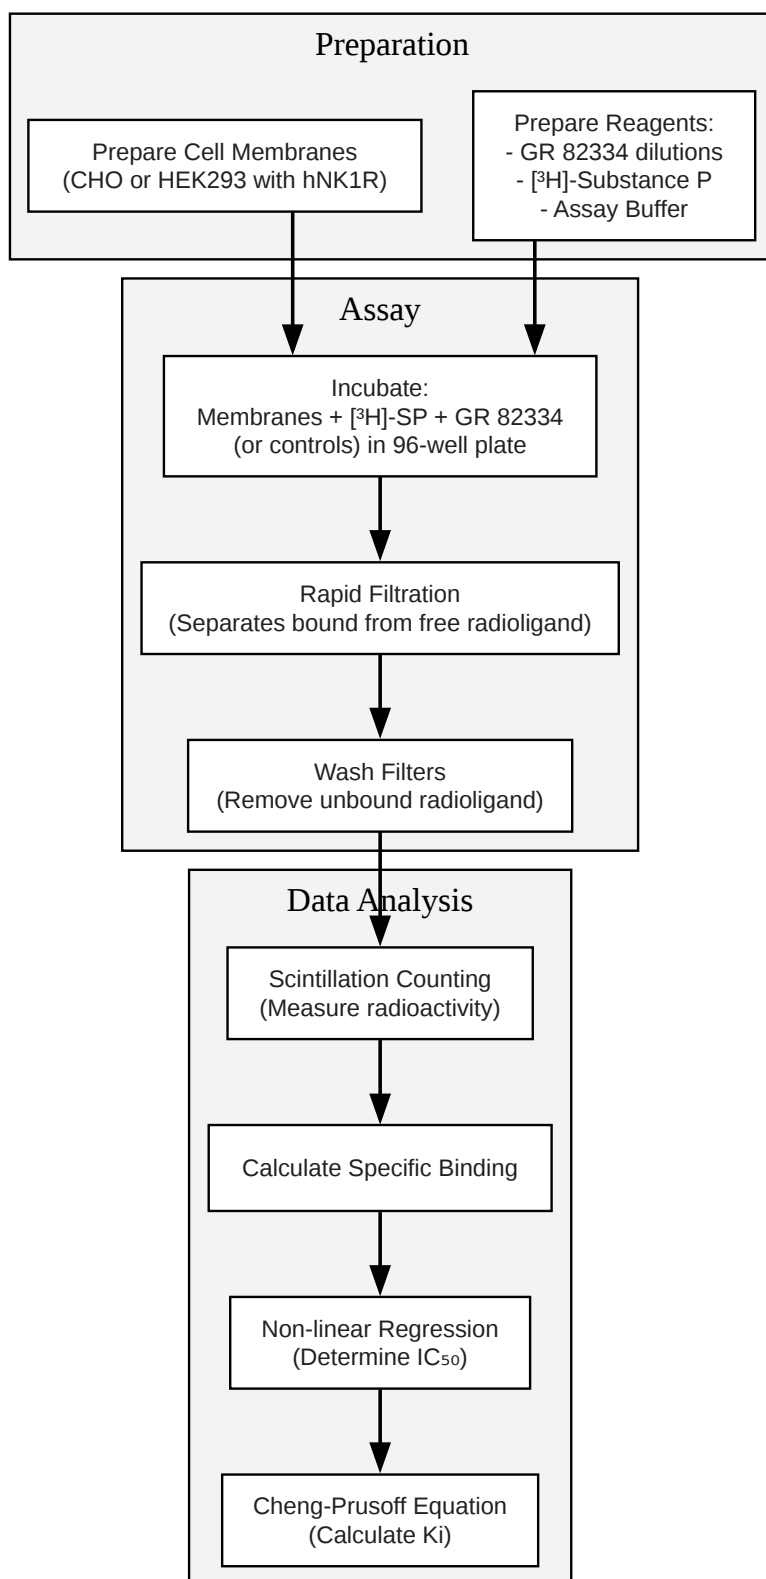 Preparation
Prepare Cell Membranes
(CHO or HEK293 with hNK1R)
Prepare Reagents:
- GR 82334 dilutions
- [³H]-Substance P
- Assay Buffer
Assay
Incubate:
Membranes + [³H]-SP + GR 82334
(or controls) in 96-well plate
Rapid Filtration
(Separates bound from free radioligand)
Wash Filters
(Remove unbound radioligand)
Data Analysis
Scintillation Counting
(Measure radioactivity)
Calculate Specific Binding
Non-linear Regression
(Determine IC₅₀)
Cheng-Prusoff Equation
(Calculate Ki)